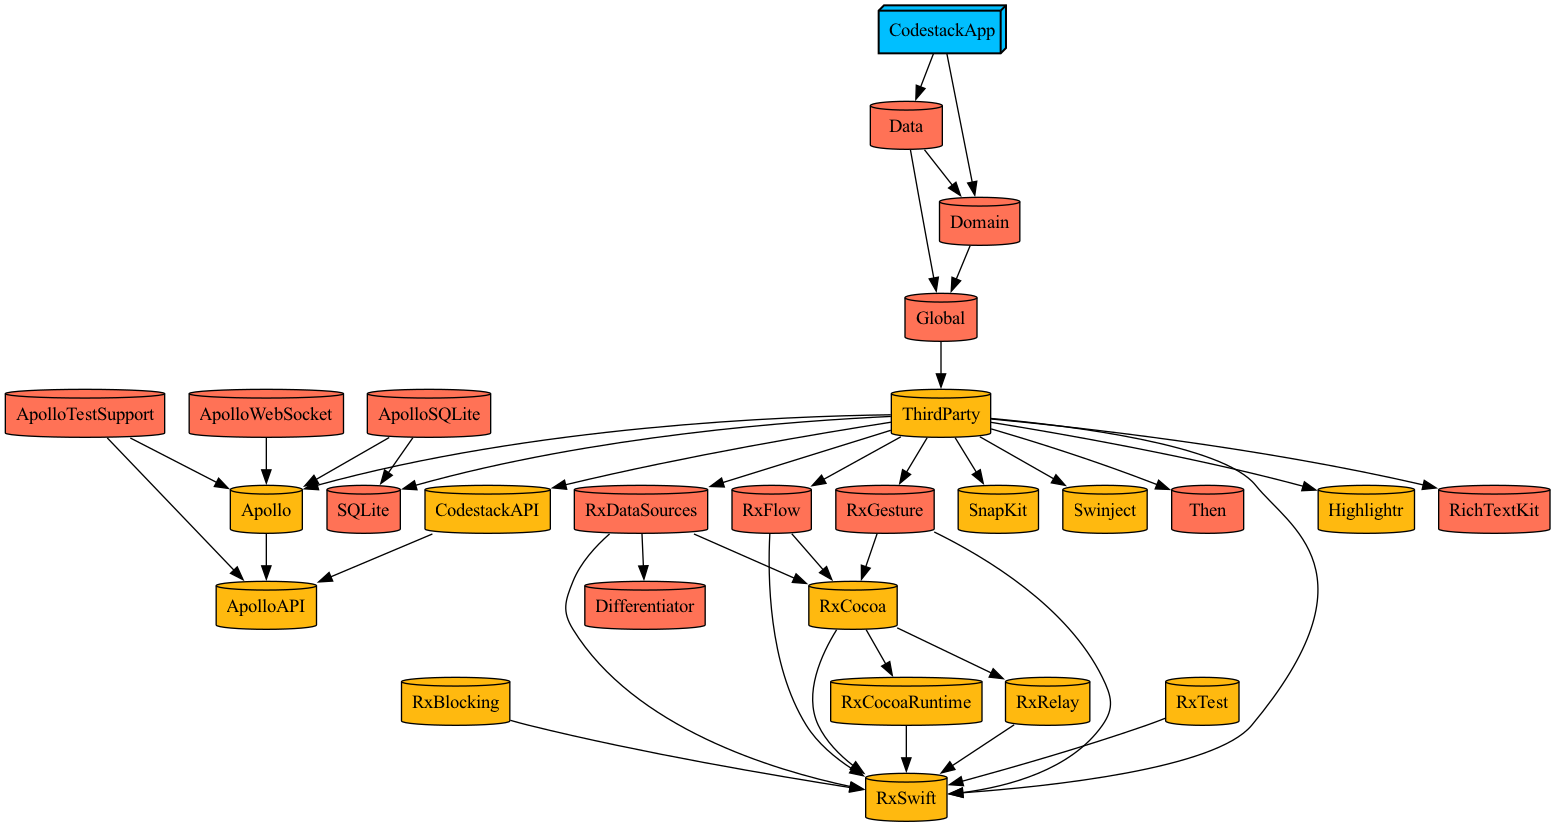 CodestackApp
Data
Domain
Global
ApolloTestSupport
ApolloWebSocket
ApolloSQLite
ThirdParty
Apollo
SQLite
CodestackAPI
RxDataSources
RxFlow
RxGesture
SnapKit
Swinject
Then
Highlightr
RichTextKit
ApolloAPI
Differentiator
RxCocoa
RxBlocking
RxCocoaRuntime
RxRelay
RxTest
RxSwift